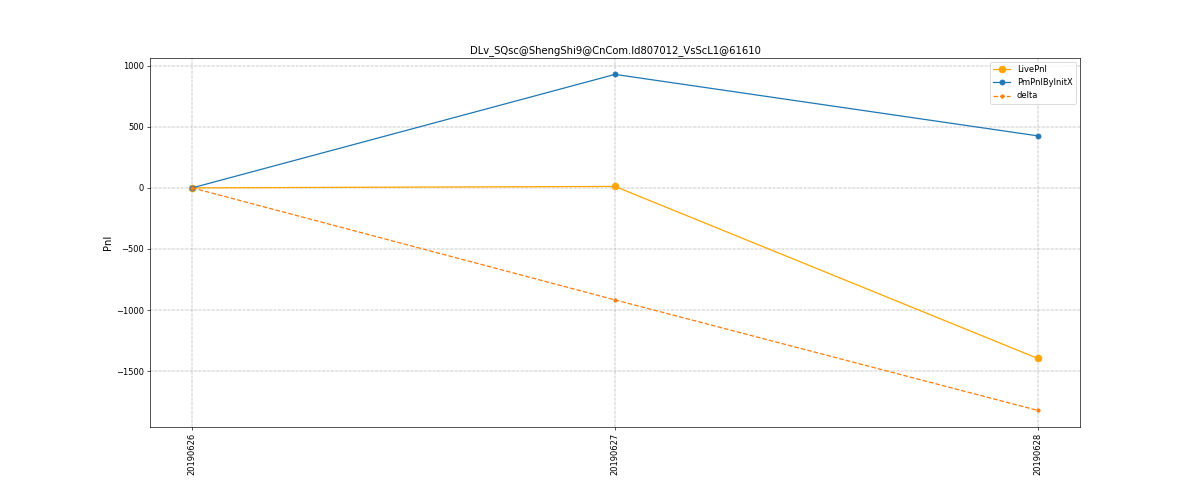 DLv_SQsc@ShengShi9@CnCom.Id807012_VsScL1@61610
LivePnl
PmPnlByInitX
delta
1000
500
0
−500
−1000
−1500
Pnl
20190626
20190627
20190628